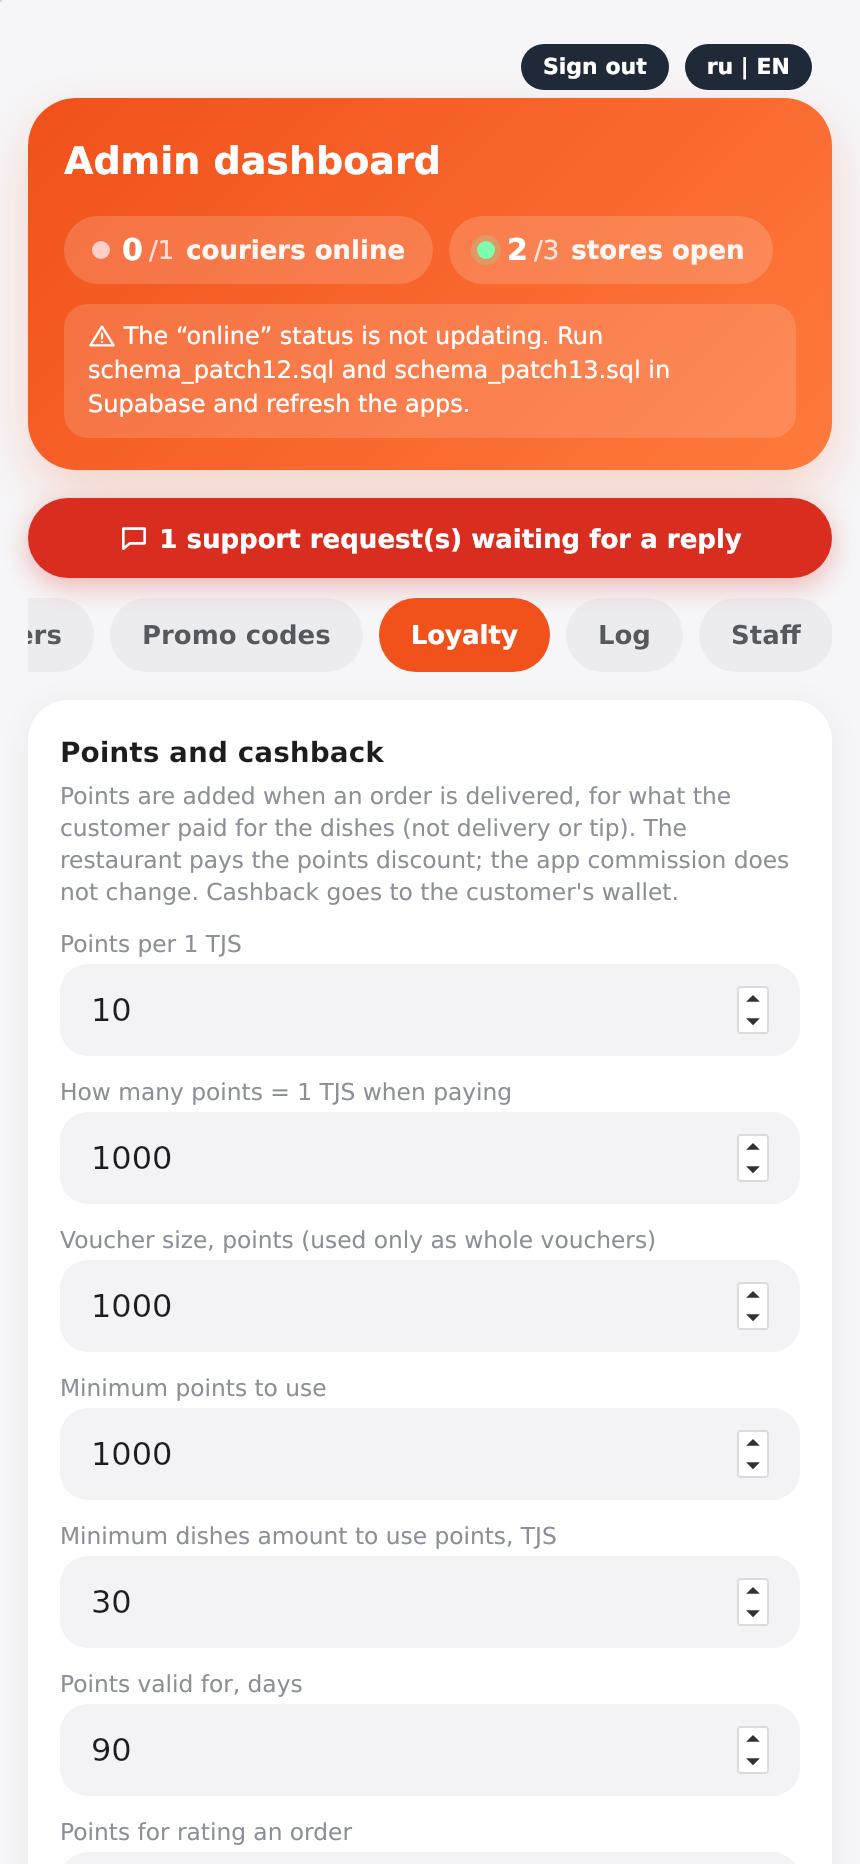 Sign out
ru | EN
Admin dashboard
0 /1 couriers online
2 /3 stores open
The “online” status is not updating. Run
schema_patch12.sql and schema_patch13.sql in
Supabase and refresh the apps.
1 support request(s) waiting for a reply
ers
Promo codes
Loyalty
Log
Staff
Points and cashback
Points are added when an order is delivered, for what the
customer paid for the dishes (not delivery or tip). The
restaurant pays the points discount; the app commission does
not change. Cashback goes to the customer's wallet.
Points per 1 TJS
10
How many points = 1 TJS when paying
1000
Voucher size, points (used only as whole vouchers)
1000
Minimum points to use
1000
Minimum dishes amount to use points, TJS
30
Points valid for, days
90
Points for rating an order